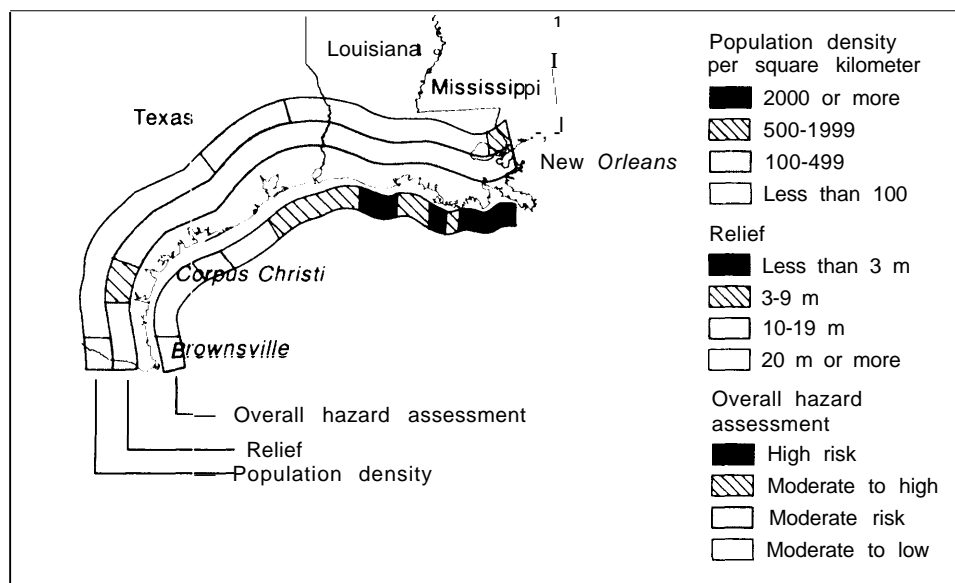 Louisiana
Mississippi
Texas
New Orleans
Corpus Christi
Brownsville
Overall hazard assessment
Relief
Population density
Population density
per square kilometer
2000 or more
500-1999
100-499
Less than 100
Relief
Less than 3 m
3-9 m
10-19 m
20 m or more
Overall hazard
assessment
High risk
Moderate to high
Moderate risk
Moderate to low